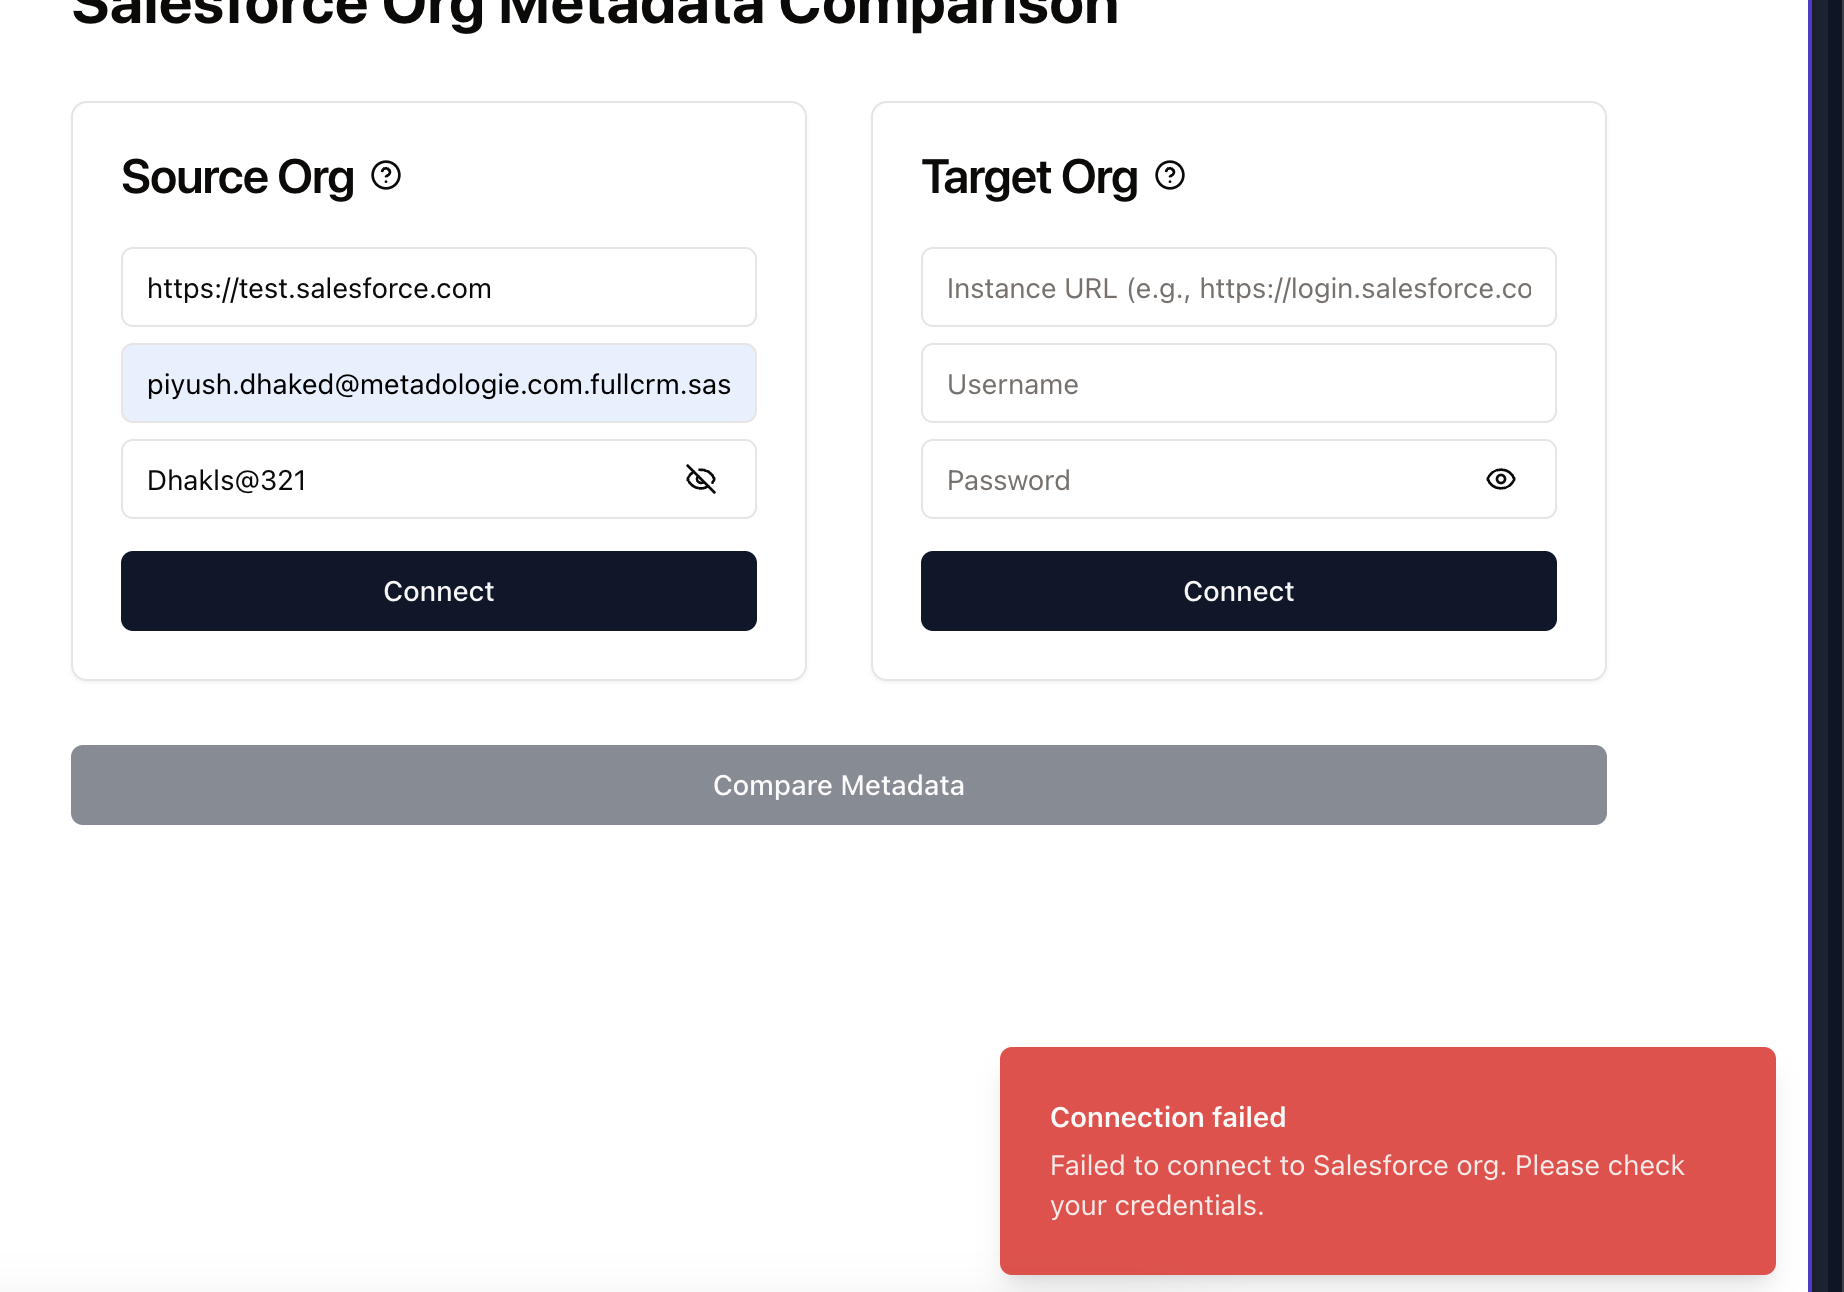 Salesforce Org Metadata Comparison
Source Org
https://test.salesforce.com
piyush.dhaked@metadologie.com.fullcrm.sas
Dhakls@321
Connect
Target Org
Instance URL (e.g., https://login.salesforce.co
Username
Password
Connect
Compare Metadata
Connection failed
Failed to connect to Salesforce org. Please check
your credentials.